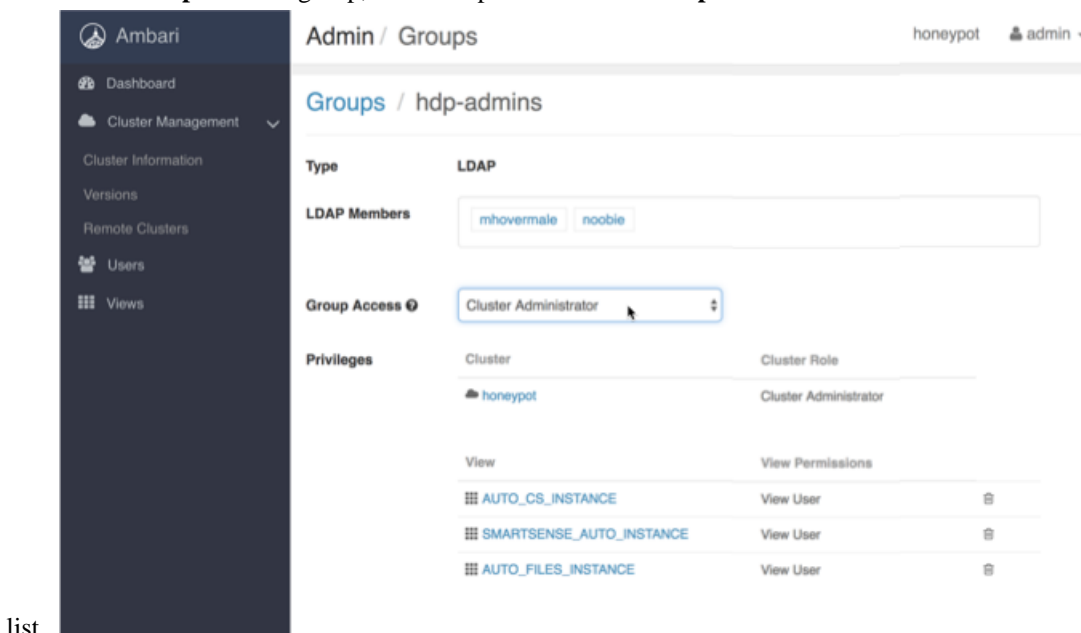 Ambari
Admin / Groups
honeypot admin
Dashboard
Cluster Management
Cluster Information
Versions
Remote Clusters
Users
Views
Groups / hdp-admins
Type LDAP
LDAP Members mhovermale noobie
Group Access Cluster Administrator
Privileges Cluster Cluster Role
honeypot Cluster Administrator
View View Permissions
AUTO_CS_INSTANCE View User
SMARTSENSE_AUTO_INSTANCE View User
AUTO_FILES_INSTANCE View User
list.